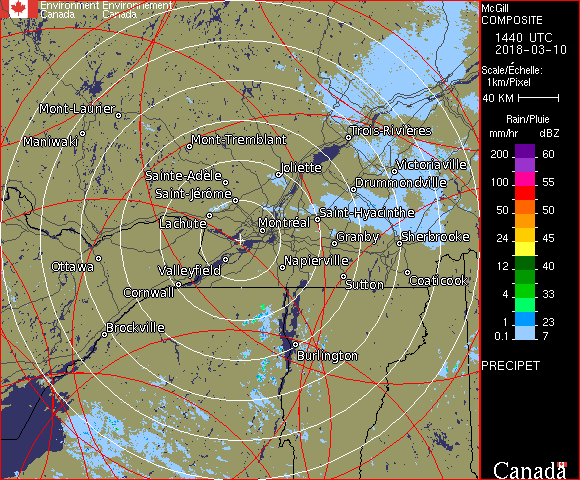 Environment Environnement
Canada Canada
Mont-Laurier
Maniwaki
Mont-Tremblant
Trois-Rivières
Sainte-Adèle
Joliette
Victoriaville
Saint-Jérôme
Drummondville
Lachute
Montréal
Saint-Hyacinthe
Granby
Sherbrooke
Ottawa
Valleyfield
Napierville
Cornwall
Sutton
Coaticook
Brockville
Burlington
McGill
COMPOSITE
1440 UTC
2018-03-10
Scale/Échelle:
1km/Pixel
40 KM
Rain/Pluie
mm/hr dBZ
200 60
100 55
50 50
24 45
12 40
4 33
1 23
0.1 7
PRECIPET
Canada